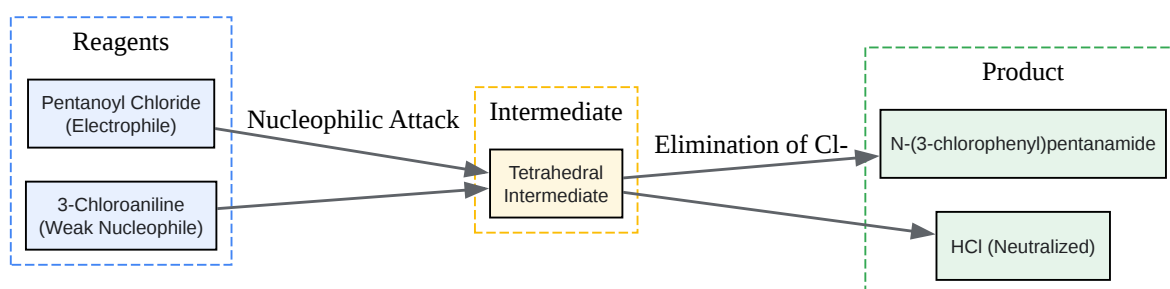 Reagents
Pentanoyl Chloride
(Electrophile)
3-Chloroaniline
(Weak Nucleophile)
Nucleophilic Attack
Intermediate
Tetrahedral
Intermediate
Elimination of Cl-
Product
N-(3-chlorophenyl)pentanamide
HCl (Neutralized)